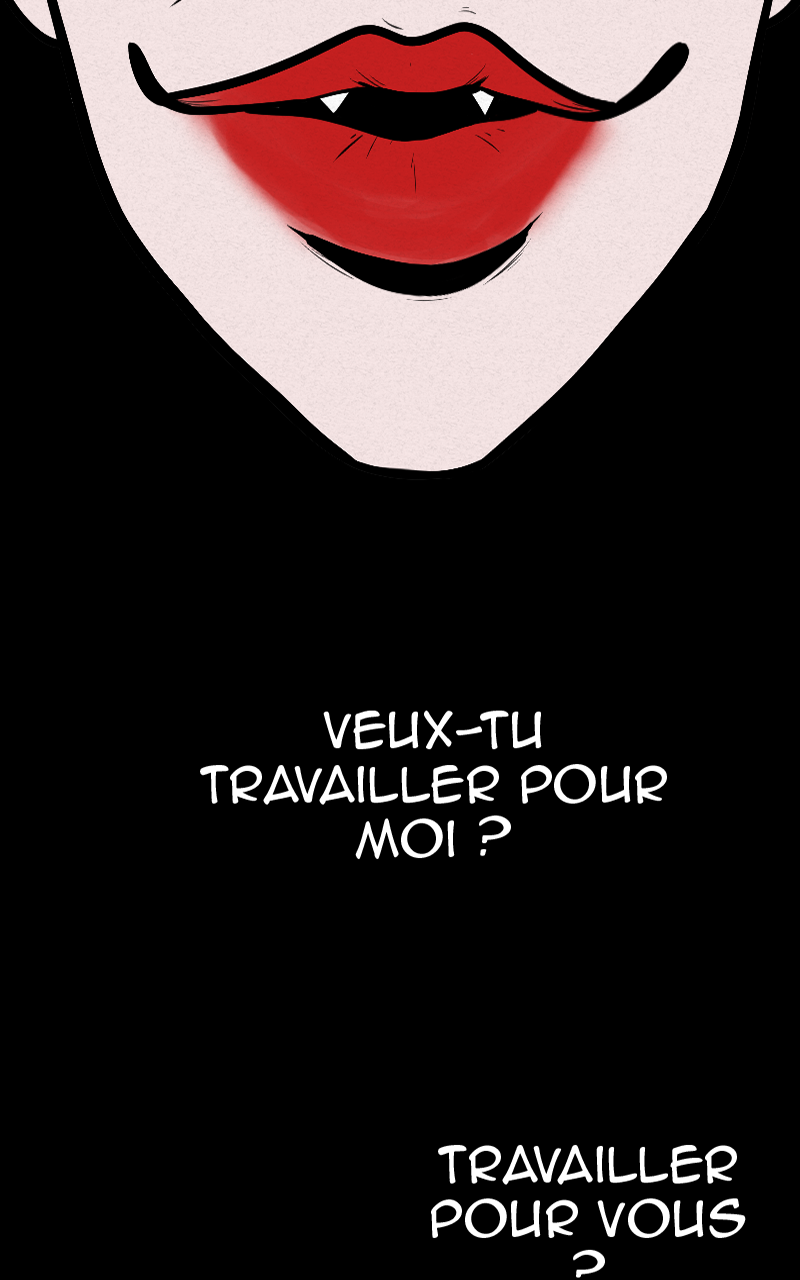 VEUX-TU
TRAVAILLER POUR
MOI ?
TRAVAILLER
POUR VOUS
?